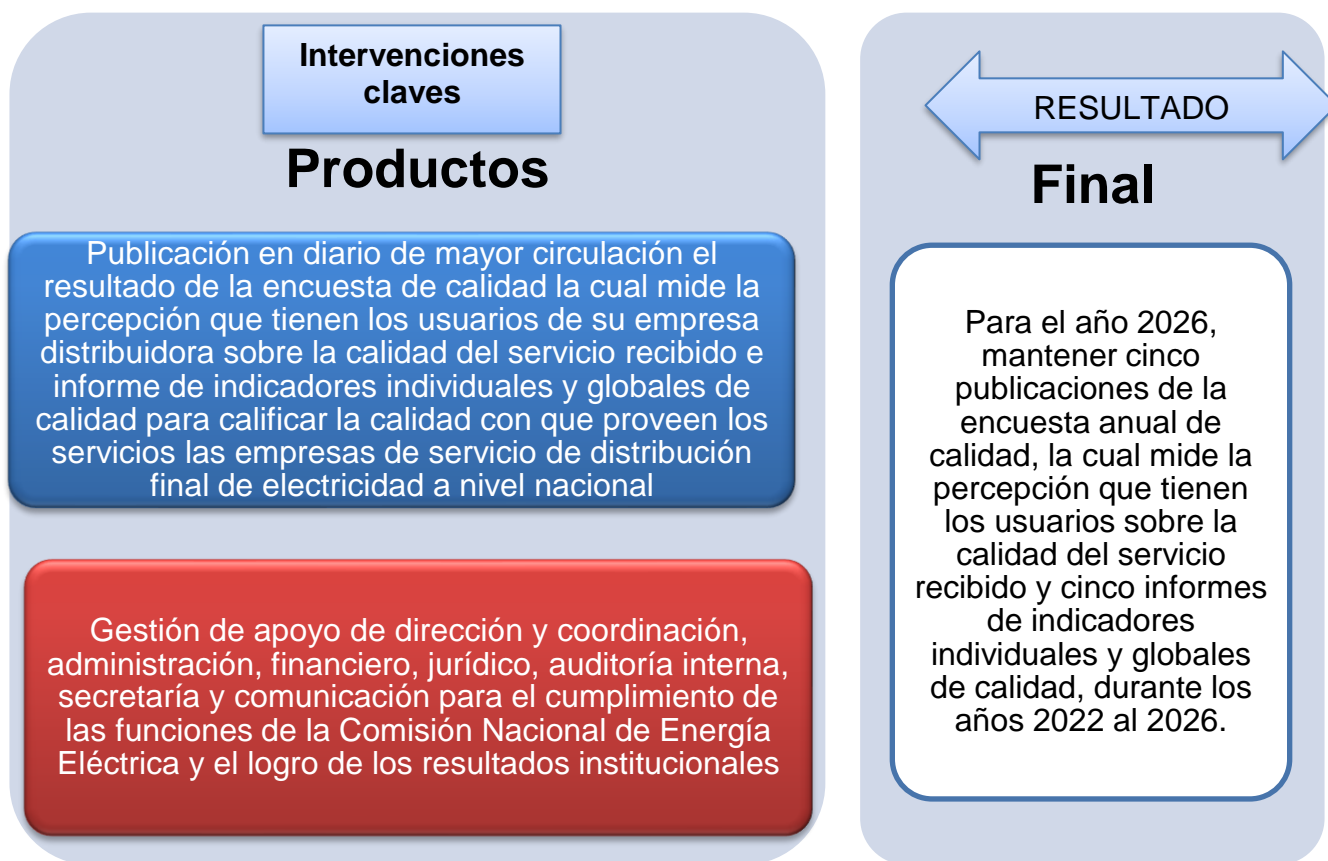 Intervenciones
claves
Productos
Publicación en diario de mayor circulación el
resultado de la encuesta de calidad la cual mide la
percepción que tienen los usuarios de su empresa
distribuidora sobre la calidad del servicio recibido e
informe de indicadores individuales y globales de
calidad para calificar la calidad con que proveen los
servicios las empresas de servicio de distribución
final de electricidad a nivel nacional
Gestión de apoyo de dirección y coordinación,
administración, financiero, jurídico, auditoría interna,
secretaría y comunicación para el cumplimiento de
las funciones de la Comisión Nacional de Energía
Eléctrica y el logro de los resultados institucionales
RESULTADO
Final
Para el año 2026,
mantener cinco
publicaciones de la
encuesta anual de
calidad, la cual mide la
percepción que tienen
los usuarios sobre la
calidad del servicio
recibido y cinco informes
de indicadores
individuales y globales
de calidad, durante los
años 2022 al 2026.